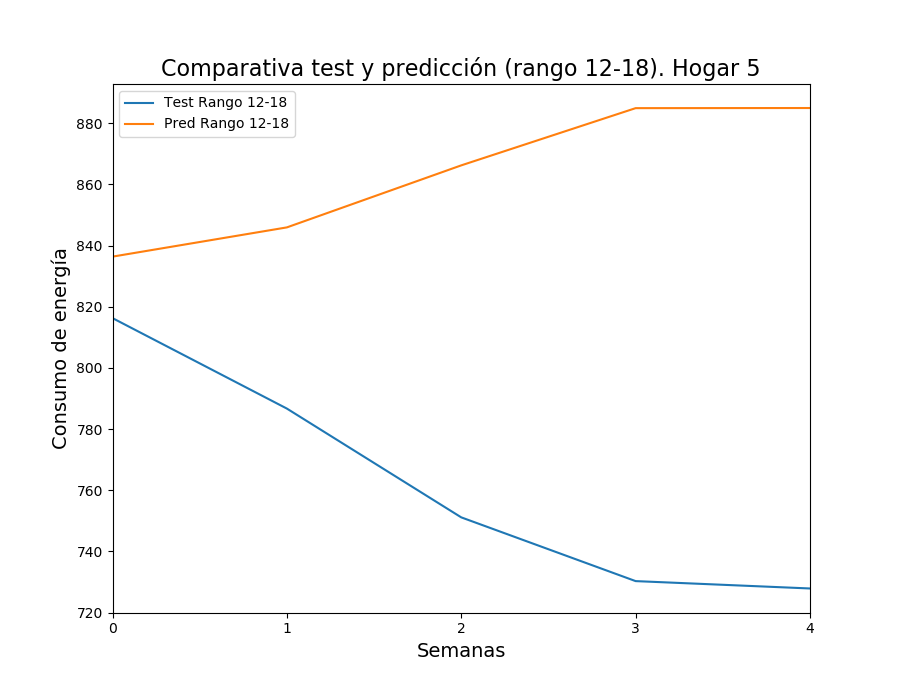 Comparativa test y predicción (rango 12-18). Hogar 5
Test Rango 12-18
Pred Rango 12-18
Consumo de energía
880
860
840
820
800
780
760
740
720
0 1 2 3 4
Semanas